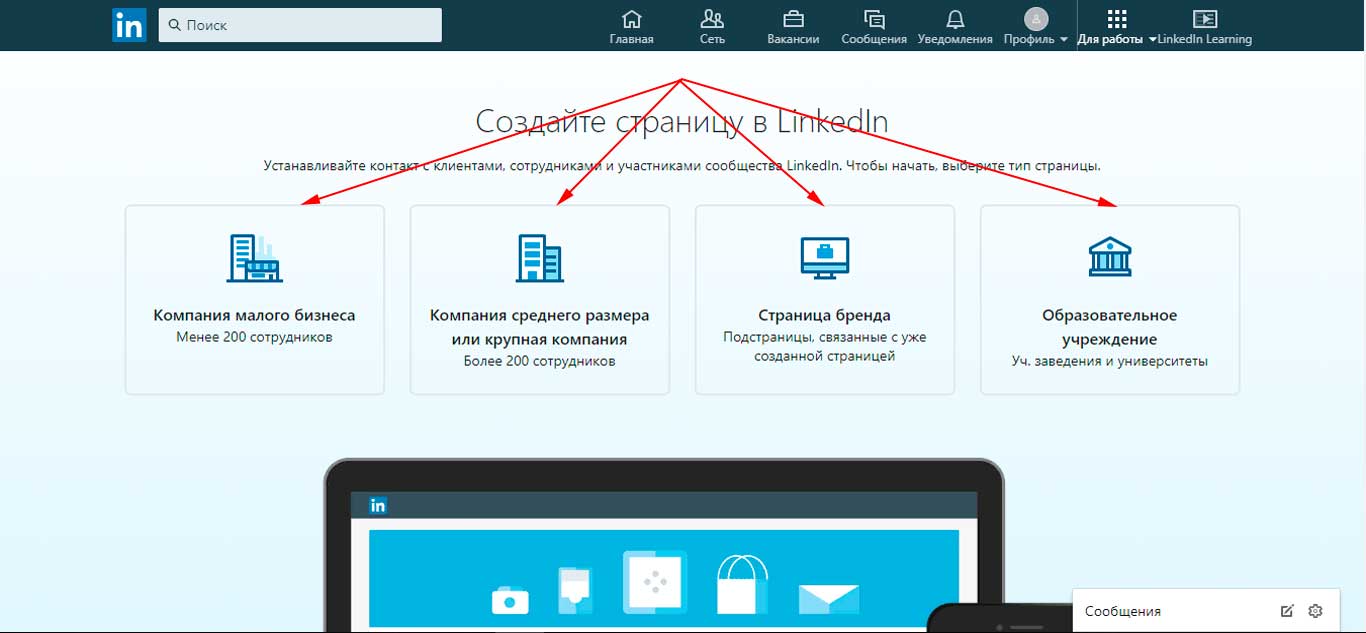 in
Поиск
Главная
Сеть
Вакансии
Сообщения
Уведомления
Профиль
Для работы
LinkedIn Learning
Создайте страницу в LinkedIn
Устанавливайте контакт с клиентами, сотрудниками и участниками сообщества LinkedIn. Чтобы начать, выберите тип страницы.
Компания малого бизнеса
Менее 200 сотрудников
Компания среднего размера
или крупная компания
Более 200 сотрудников
Страница бренда
Подстраницы, связанные с уже
созданной страницей
Образовательное
учреждение
Уч. заведения и университеты
in
Сообщения